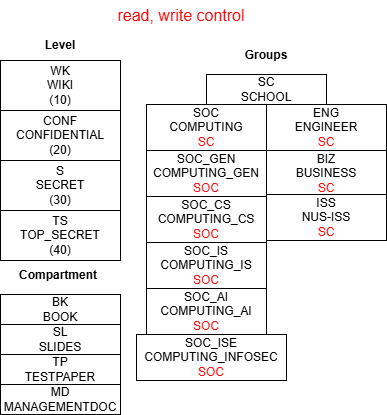 read, write control
Level
WK
WIKI
(10)
CONF
CONFIDENTIAL
(20)
S
SECRET
(30)
TS
TOP_SECRET
(40)
Compartment
BK
BOOK
SL
SLIDES
TP
TESTPAPER
MD
MANAGEMENTDOC
Groups
SC
SCHOOL
SOC
COMPUTING
SC
SOC_GEN
COMPUTING_GEN
SOC
SOC_CS
COMPUTING_CS
SOC
SOC_IS
COMPUTING_IS
SOC
SOC_AI
COMPUTING_AI
SOC
SOC_ISE
COMPUTING_INFOSEC
SOC
ENG
ENGINEER
SC
BIZ
BUSINESS
SC
ISS
NUS-ISS
SC